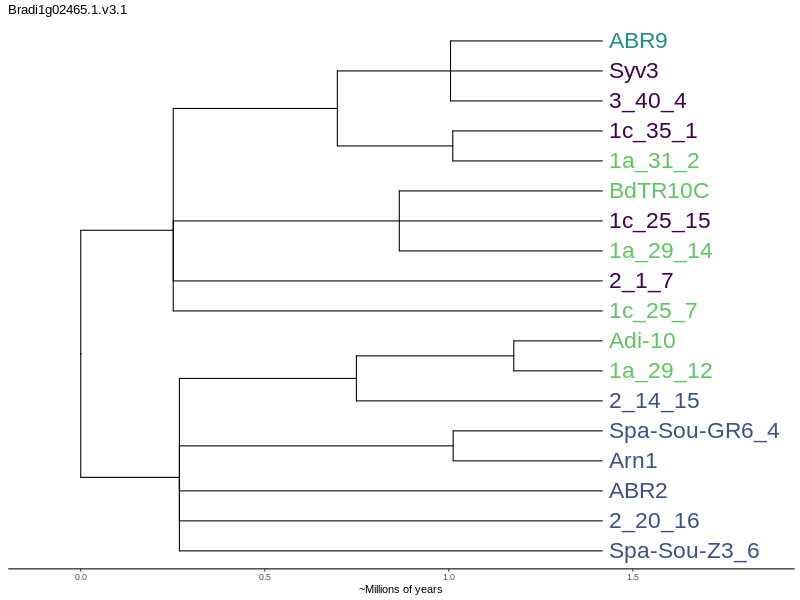 Bradi1g02465.1.v3.1
ABR9
Syv3
3_40_4
1c_35_1
1a_31_2
BdTR10C
1c_25_15
1a_29_14
2_1_7
1c_25_7
Adi-10
1a_29_12
2_14_15
Spa-Sou-GR6_4
Arn1
ABR2
2_20_16
Spa-Sou-Z3_6
0.0 0.5 1.0 1.5
~Millions of years